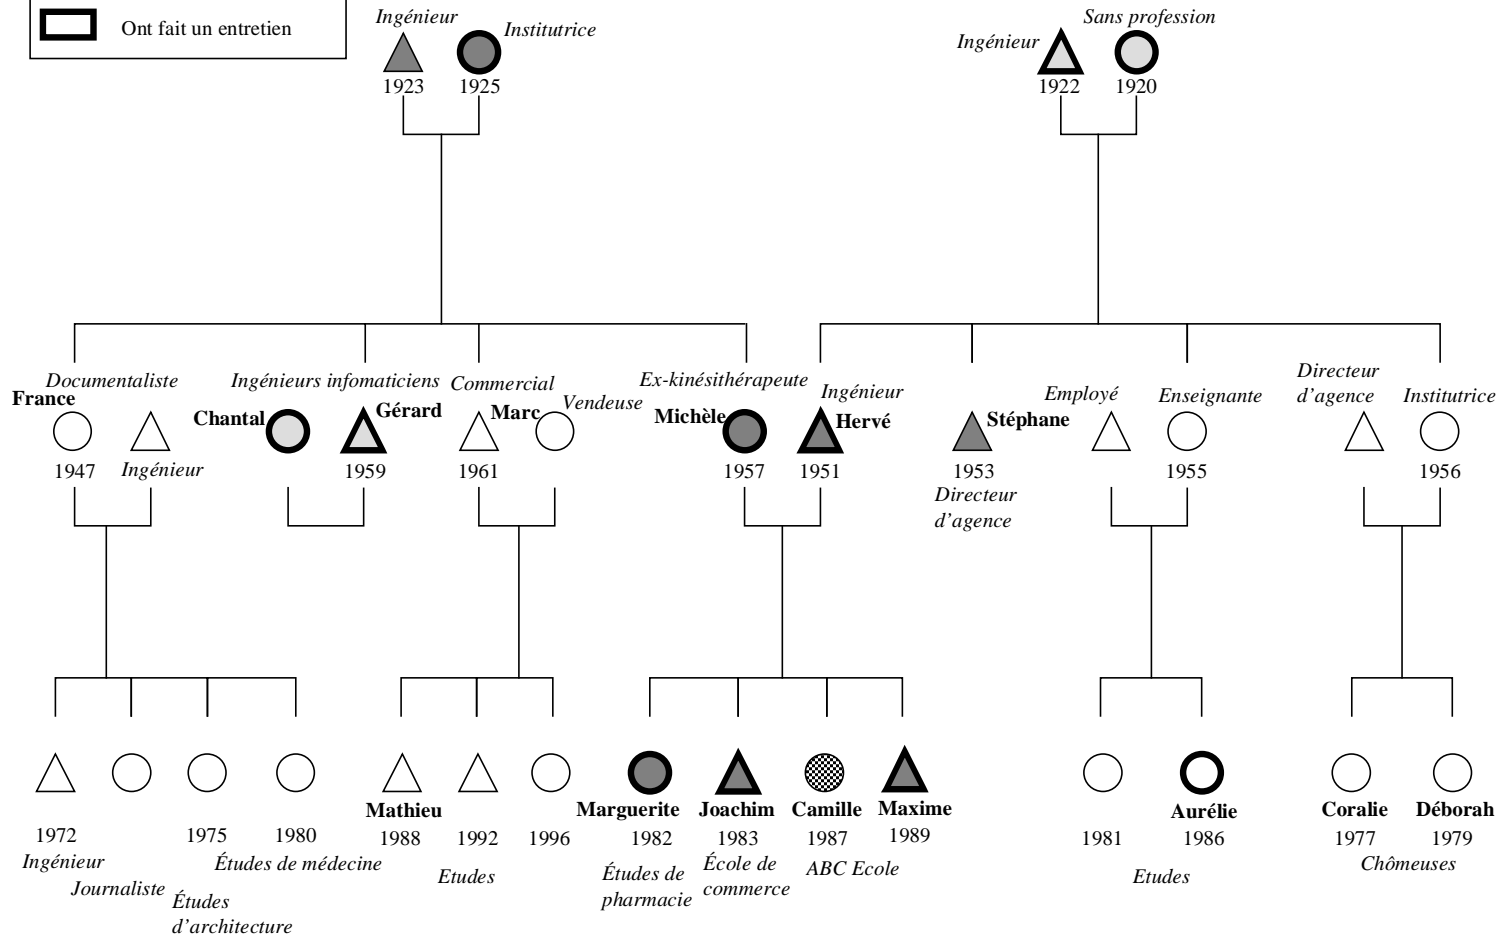 Ont fait un entretien
Ingénieur
Institutrice
1923
1925
Sans profession
Ingénieur
1922
1920
Documentaliste
France
1947
Ingénieur
Ingénieurs infomaticiens
Chantal
Gérard
1959
Commercial
Marc
Vendeuse
1961
Ex-kinésithérapeute
Michèle
1957
Ingénieur
Hervé
1951
Stéphane
1953
Directeur
d’agence
Employé
Enseignante
1955
Directeur
d’agence
Institutrice
1956
1972
Ingénieur
Journaliste
1975
Études
d’architecture
1980
Études de médecine
Mathieu
1988
1992
1996
Etudes
Marguerite
1982
Études de
pharmacie
Joachim
1983
École de
commerce
Camille
1987
ABC Ecole
Maxime
1989
1981
Aurélie
1986
Etudes
Coralie
1977
Déborah
1979
Chômeuses